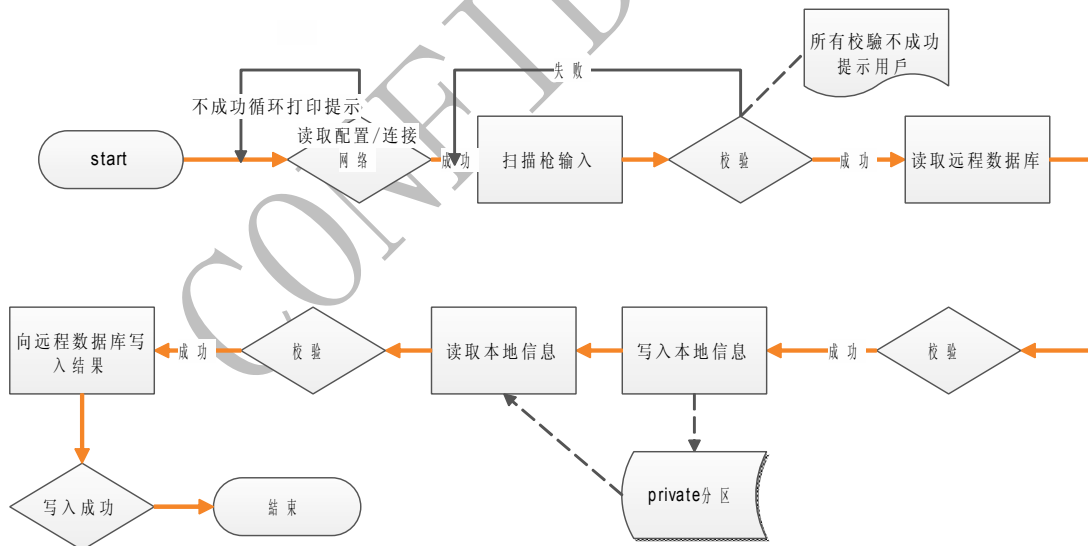 所有校驗不成功
提示用戶
失 败
不成功循环打印提示
start
读取配置/连接
网 络
成 功
扫描枪输入
校 验
成 功
读取远程数据库
向远程数据库写
入结果
成 功
校 验
读取本地信息
写入本地信息
成 功
校 验
写入成功
结 束
private分 区
CONFID